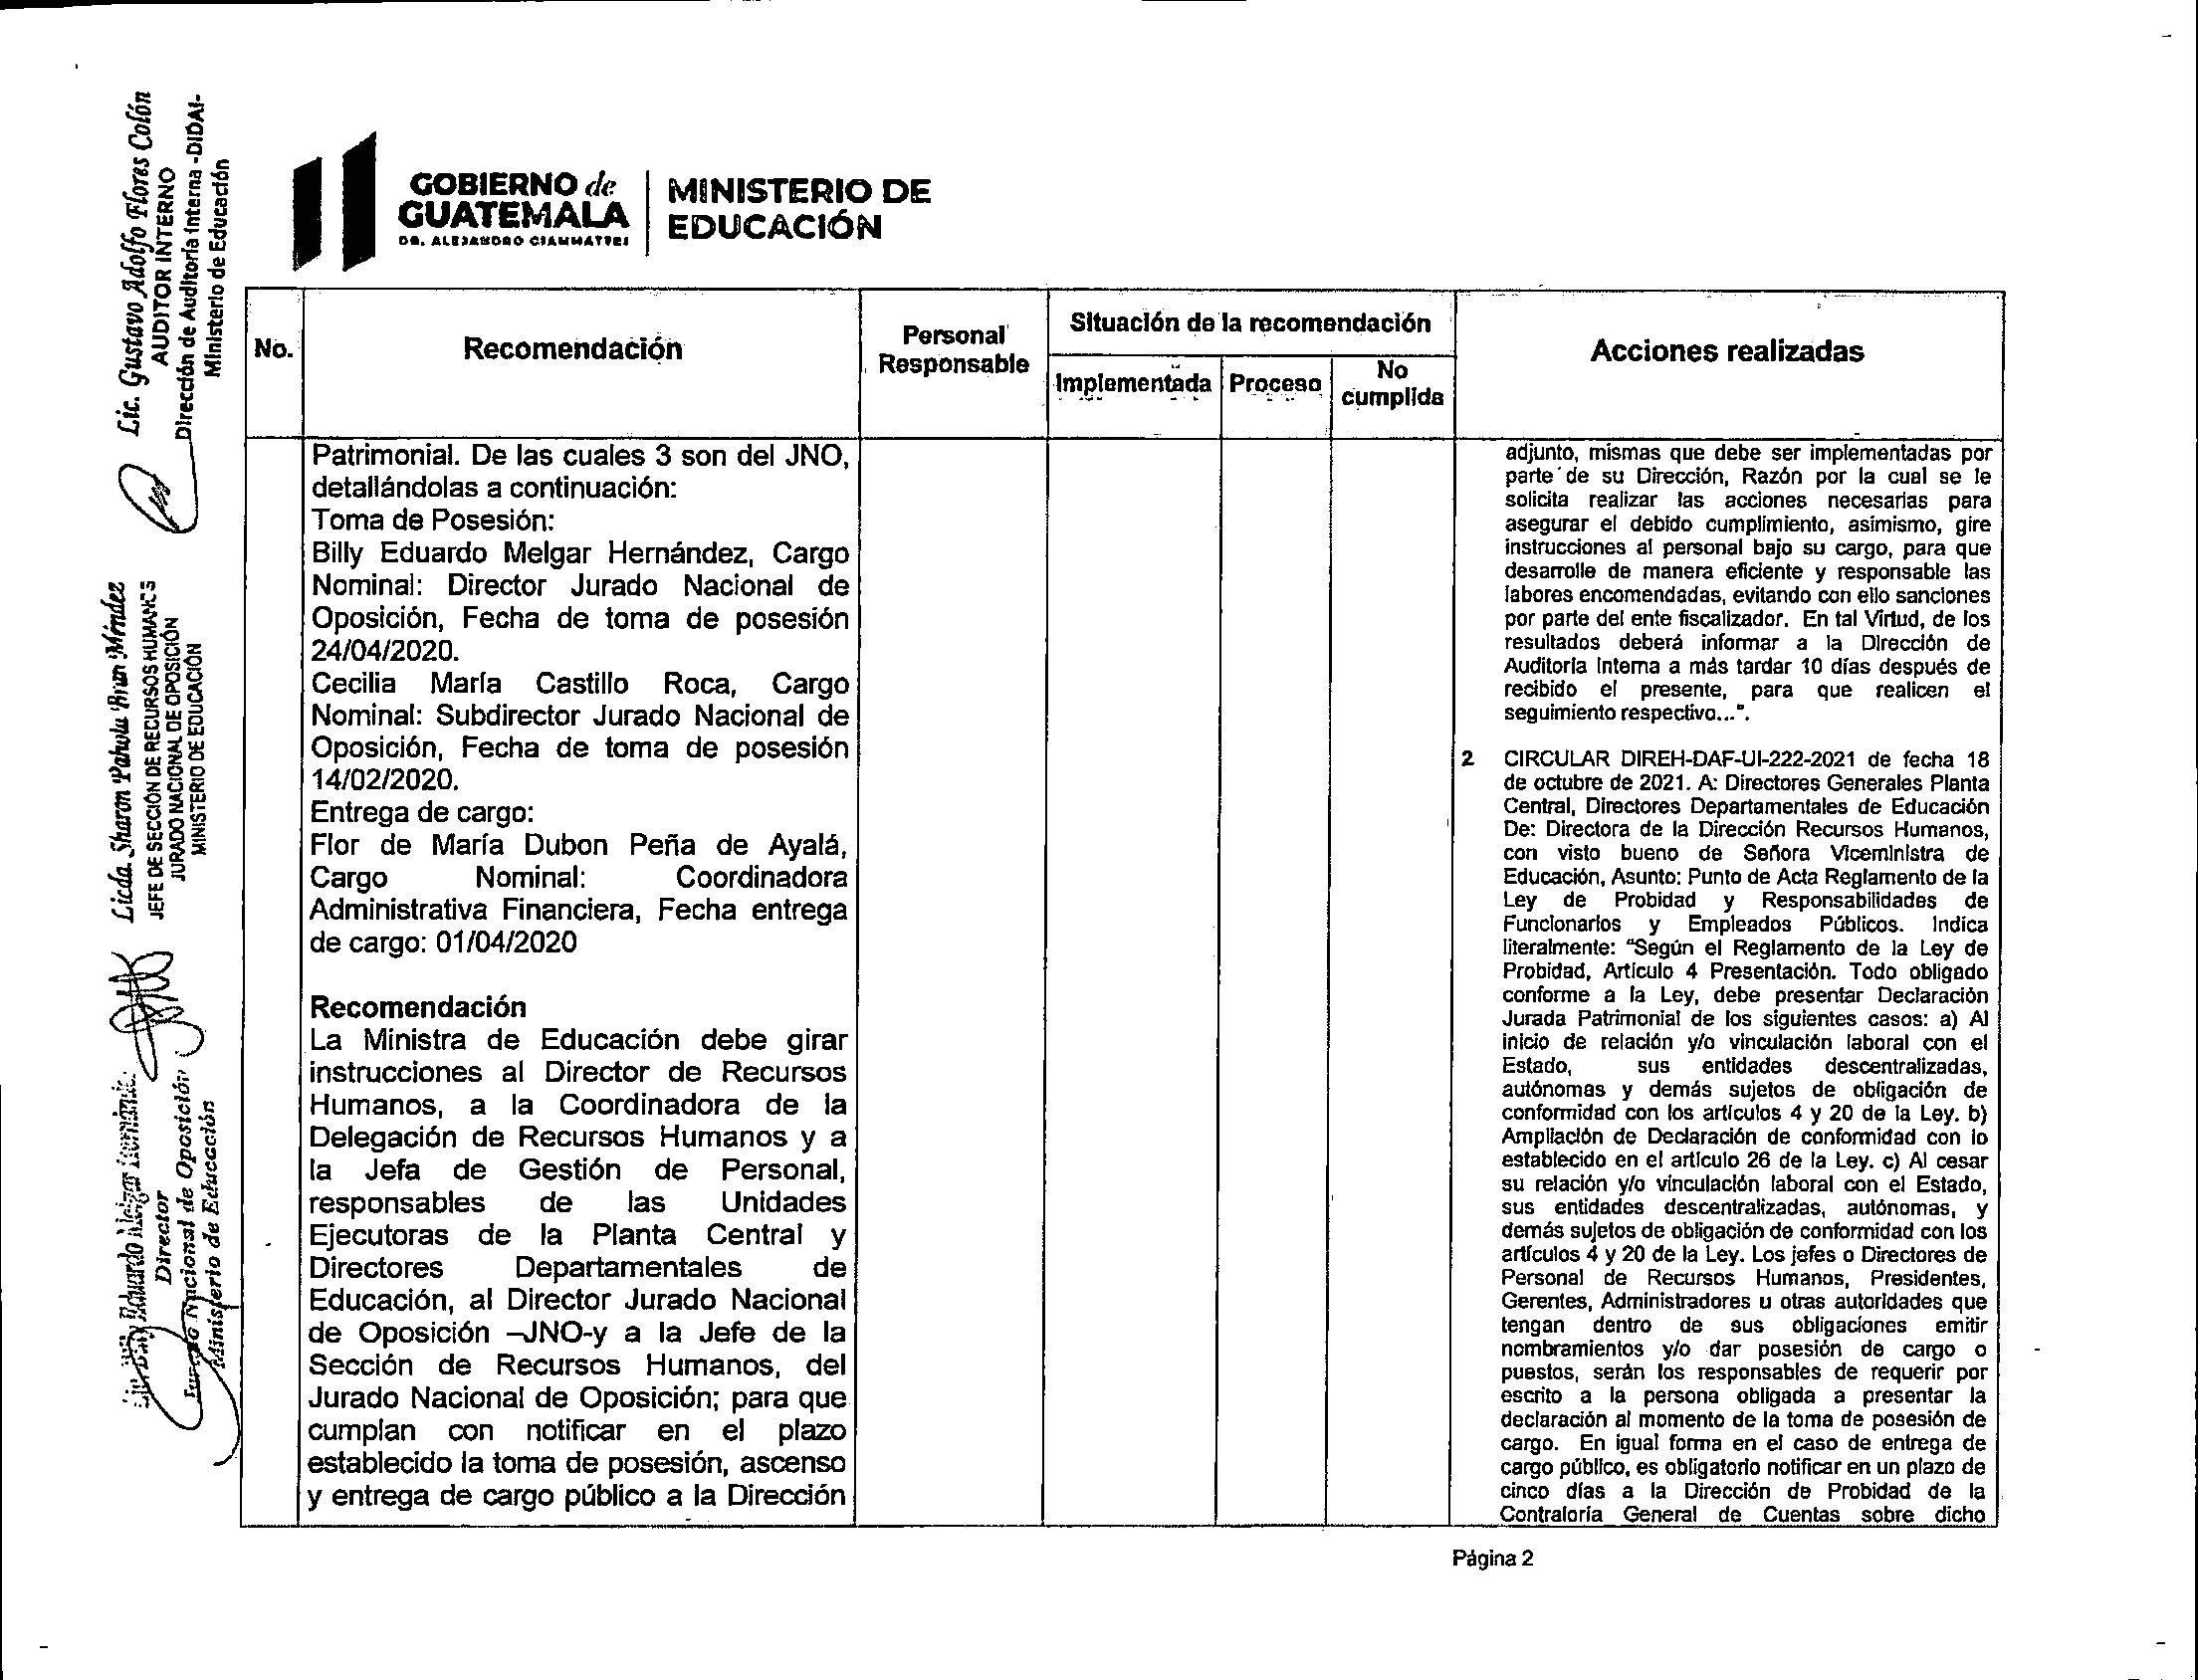 Lic. Gustavo Adolfo Flores Colón
AUDITOR INTERNO
Dirección de Auditoría Interna -DIDAI-
Ministerio de Educación
Licda. Sharon Pahola Brun Méndez
JEFE DE SECCIÓN DE RECURSOS HUMANOS
JURADO NACIONAL DE OPOSICIÓN
MINISTERIO DE EDUCACIÓN
Eduardo Melgar
Director
Nacional de Oposición
Ministerio de Educación
GOBIERNO de
GUATEMALA
DR. ALEJANDRO GIAMMATTEI
MINISTERIO DE
EDUCACIÓN
No.
Recomendación
Personal
Responsable
Situación de la recomendación
Implementada
Proceso
No
cumplida
Acciones realizadas
Patrimonial. De las cuales 3 son del JNO,
detallándolas a continuación:
Toma de Posesión:
Billy Eduardo Melgar Hernández, Cargo
Nominal: Director Jurado Nacional de
Oposición, Fecha de toma de posesión
24/04/2020.
Cecilia María Castillo Roca, Cargo
Nominal: Subdirector Jurado Nacional de
Oposición, Fecha de toma de posesión
14/02/2020.
Entrega de cargo:
Flor de María Dubon Peña de Ayalá,
Cargo Nominal: Coordinadora
Administrativa Financiera, Fecha entrega
de cargo: 01/04/2020
Recomendación
La Ministra de Educación debe girar
instrucciones al Director de Recursos
Humanos, a la Coordinadora de la
Delegación de Recursos Humanos y a
la Jefa de Gestión de Personal,
responsables de las Unidades
Ejecutoras de la Planta Central y
Directores Departamentales de
Educación, al Director Jurado Nacional
de Oposición –JNO-y a la Jefe de la
Sección de Recursos Humanos, del
Jurado Nacional de Oposición; para que
cumplan con notificar en el plazo
establecido la toma de posesión, ascenso
y entrega de cargo público a la Dirección
adjunto, mismas que debe ser implementadas por
parte de su Dirección, Razón por la cual se le
solicita realizar las acciones necesarias para
asegurar el debido cumplimiento, asimismo, gire
instrucciones al personal bajo su cargo, para que
desarrolle de manera eficiente y responsable las
labores encomendadas, evitando con ello sanciones
por parte del ente fiscalizador. En tal Virtud, de los
resultados deberá informar a la Dirección de
Auditoria Interna a más tardar 10 días después de
recibido el presente, para que realicen el
seguimiento respectivo...".
2 CIRCULAR DIREH-DAF-UI-222-2021 de fecha 18
de octubre de 2021. A: Directores Generales Planta
Central, Directores Departamentales de Educación
De: Directora de la Dirección Recursos Humanos,
con visto bueno de Señora Viceministra de
Educación, Asunto: Punto de Acta Reglamento de la
Ley de Probidad y Responsabilidades de
Funcionarios y Empleados Públicos. Indica
literalmente: "Según el Reglamento de la Ley de
Probidad, Artículo 4 Presentación. Todo obligado
conforme a la Ley, debe presentar Declaración
Jurada Patrimonial de los siguientes casos: a) Al
inicio de relación y/o vinculación laboral con el
Estado, sus entidades descentralizadas,
autónomas y demás sujetos de obligación de
conformidad con los artículos 4 y 20 de la Ley. b)
Ampliación de Declaración de conformidad con lo
establecido en el artículo 26 de la Ley. c) Al cesar
su relación y/o vinculación laboral con el Estado,
sus entidades descentralizadas, autónomas, y
demás sujetos de obligación de conformidad con los
artículos 4 y 20 de la Ley. Los jefes o Directores de
Personal de Recursos Humanos, Presidentes,
Gerentes, Administradores u otras autoridades que
tengan dentro de sus obligaciones emitir
nombramientos y/o dar posesión de cargo o
puestos, serán los responsables de requerir por
escrito a la persona obligada a presentar la
declaración al momento de la toma de posesión de
cargo. En igual forma en el caso de entrega de
cargo público, es obligatorio notificar en un plazo de
cinco días a la Dirección de Probidad de la
Contraloría General de Cuentas sobre dicho
Página 2